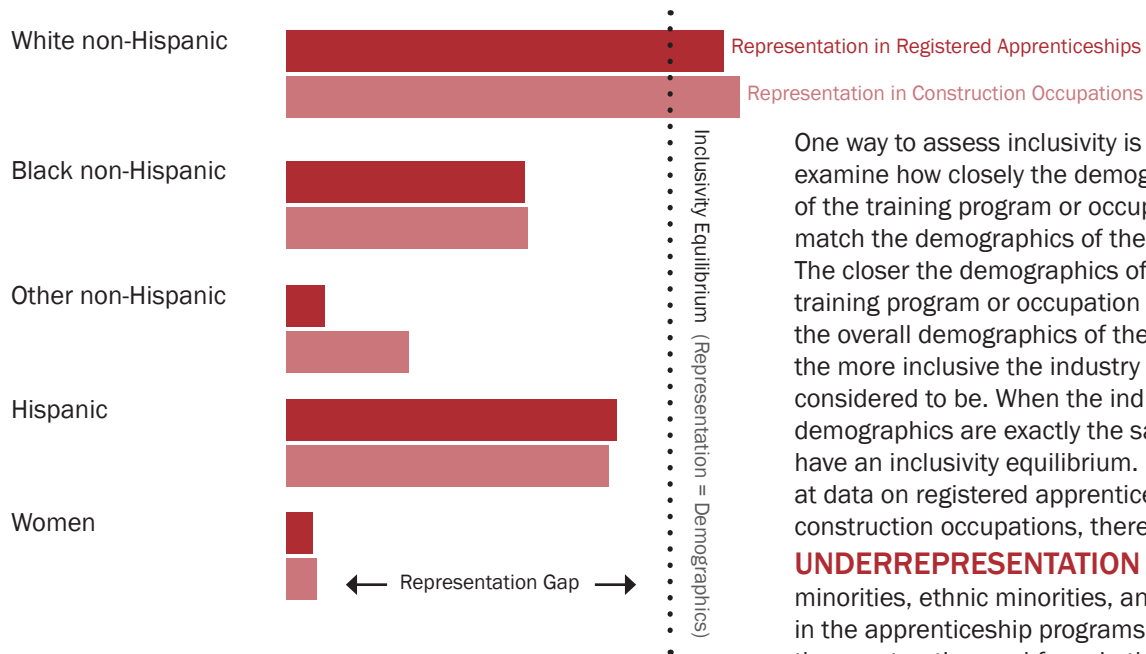 White non-Hispanic
Representation in Registered Apprenticeships
Representation in Construction Occupations
Black non-Hispanic
Other non-Hispanic
Hispanic
Women
Representation Gap
Inclusivity Equilibrium (Representation = Demographics)
One way to assess inclusivity is
examine how closely the demog
of the training program or occup
match the demographics of the
The closer the demographics of
training program or occupation
the overall demographics of the
the more inclusive the industry
considered to be. When the ind
demographics are exactly the sa
have an inclusivity equilibrium.
at data on registered apprentice
construction occupations, there
UNDERREPRESENTATION
minorities, ethnic minorities, an
in the apprenticeship programs